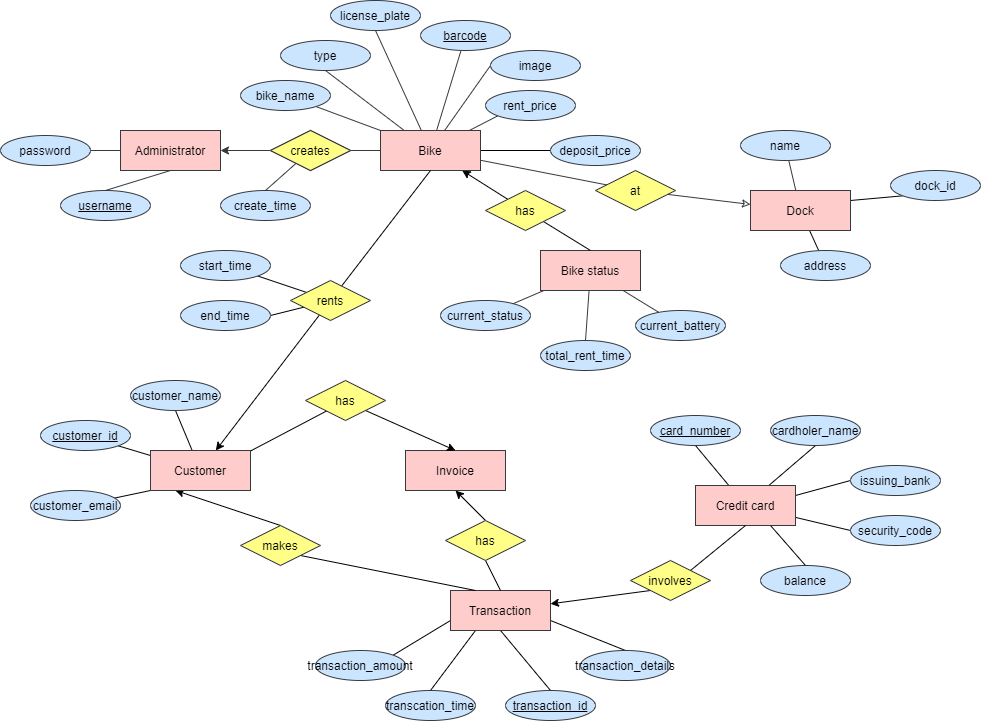 license_plate
barcode
type
image
bike_name
rent_price
password
Administrator
creates
Bike
deposit_price
name
at
dock_id
username
create_time
has
Dock
start_time
Bike status
address
end_time
rents
current_status
current_battery
total_rent_time
customer_name
has
customer_id
card_number
cardholer_name
Customer
Invoice
issuing_bank
customer_email
Credit card
security_code
makes
has
involves
balance
Transaction
transaction_amount
transaction_details
transcation_time
transaction_id